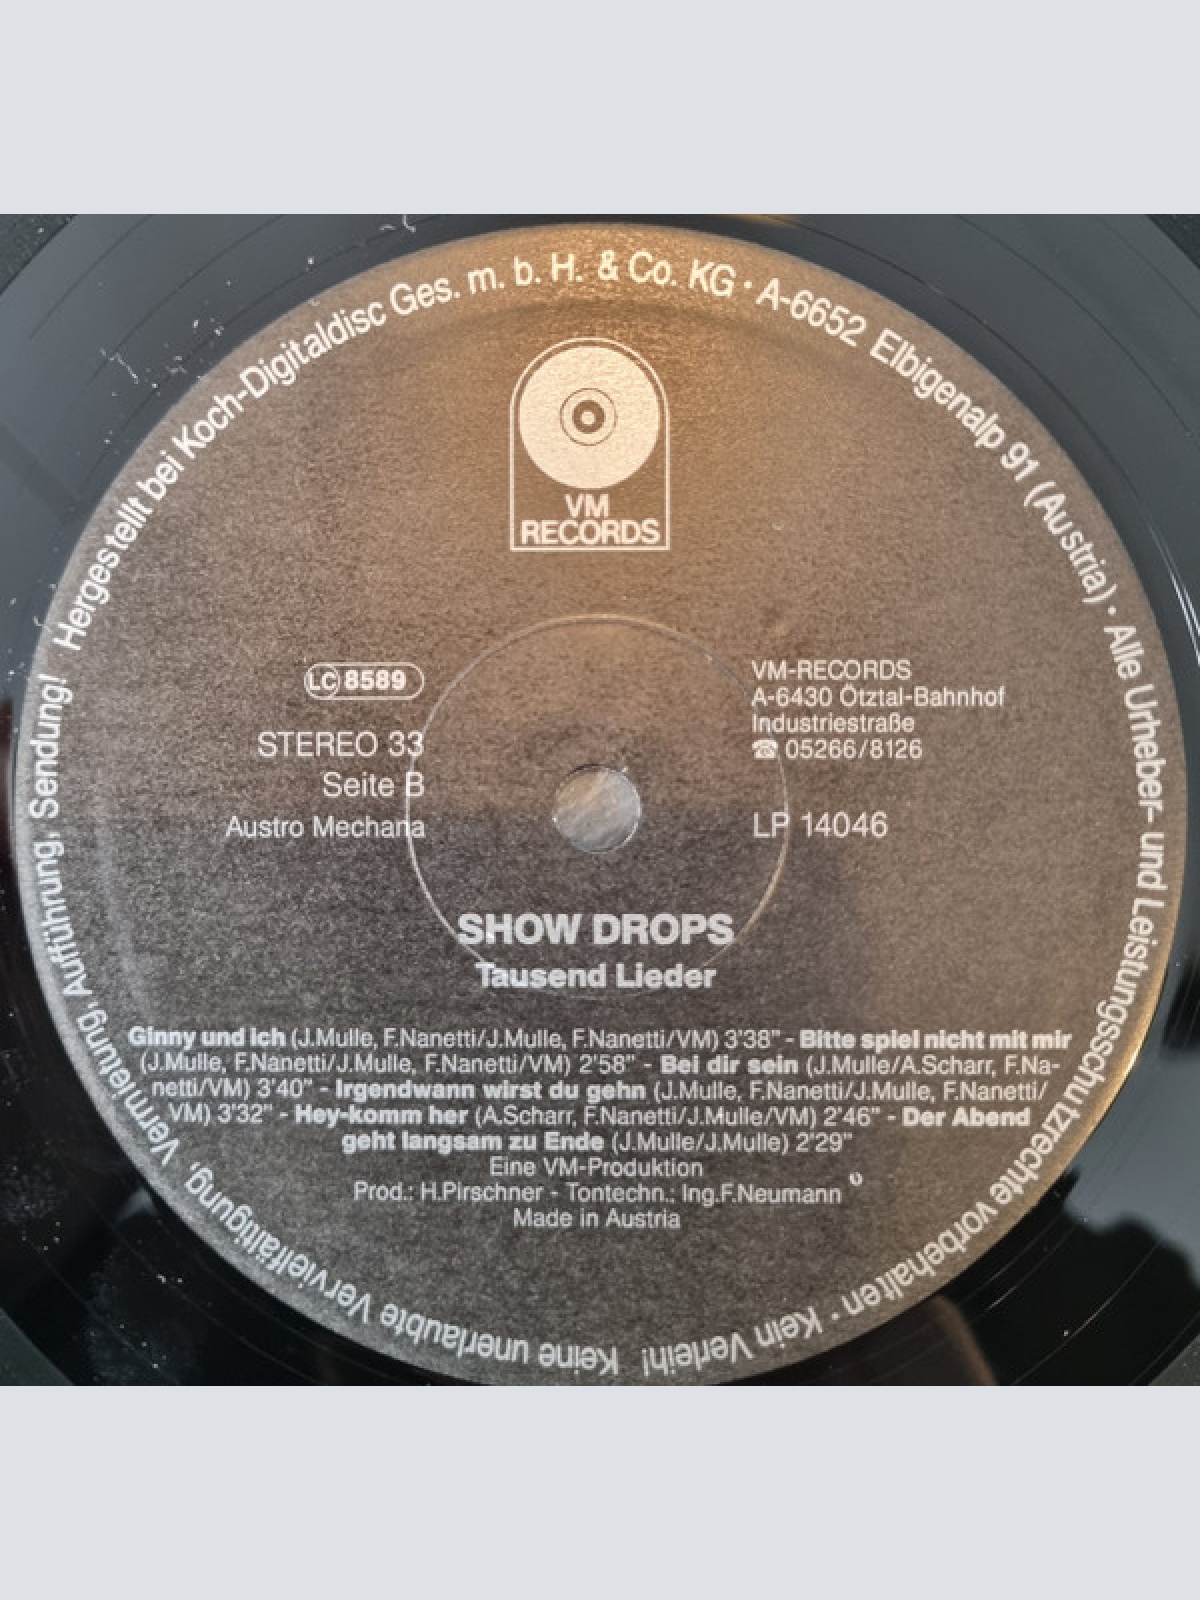 Hergestellt bei Koch-Digitaldisc Ges. m. b. H. & Co. KG · A-6652 Elbigenalp 91 (Austria) · Alle Urheber- und Leistungsschutzrechte vorbehalten · Kein Verleih! Keine unerlaubte Vervielfältigung, Vermietung, Aufführung, Sendung!
VM
RECORDS
LC 8589
STEREO 33
Seite B
Austro Mechana
VM-RECORDS
A-6430 Ötztal-Bahnhof
Industriestraße
☎ 05266/8126
LP 14046
SHOW DROPS
Tausend Lieder
Ginny und ich (J.Mulle, F.Nanetti/J.Mulle, F.Nanetti/VM) 3'38" - Bitte spiel nicht mit mir
(J.Mulle, F.Nanetti/J.Mulle, F.Nanetti/VM) 2'58" - Bei dir sein (J.Mulle/A.Scharr, F.Na-
netti/VM) 3'40" - Irgendwann wirst du gehn (J.Mulle, F.Nanetti/J.Mulle, F.Nanetti/
VM) 3'32" - Hey-komm her (A.Scharr, F.Nanetti/J.Mulle/VM) 2'46" - Der Abend
geht langsam zu Ende (J.Mulle/J.Mulle) 2'29"
Eine VM-Produktion
Prod.: H.Pirschner - Tontechn.: Ing.F.Neumann
Made in Austria